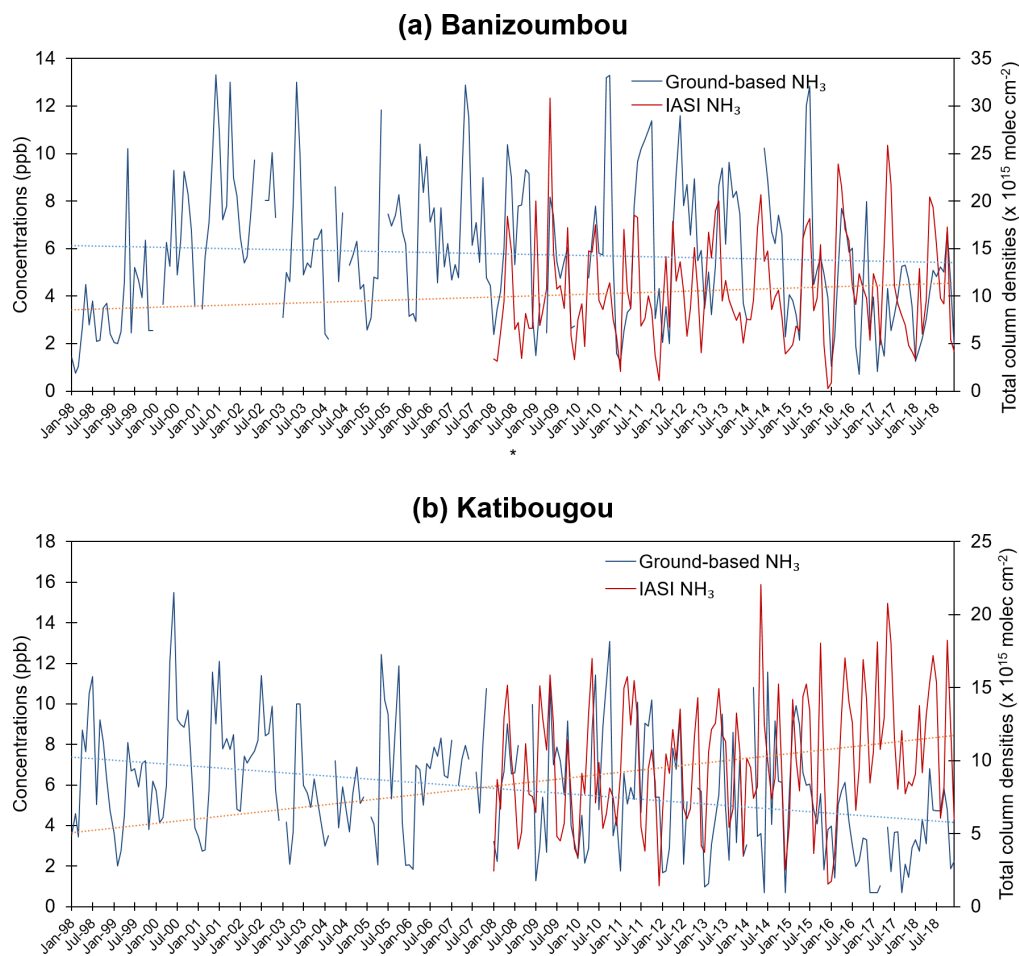 (a) Banizoumbou
Ground-based NH₃
IASI NH₃
Concentrations (ppb)
14
12
10
8
6
4
2
0
35
30
25
20
15
10
5
0
Total column densities (x 10¹⁵ molec cm⁻²)
Jan-98 Jul-98 Jan-99 Jul-99 Jan-00 Jul-00 Jan-01 Jul-01 Jan-02 Jul-02 Jan-03 Jul-03 Jan-04 Jul-04 Jan-05 Jul-05 Jan-06 Jul-06 Jan-07 Jul-07 Jan-08 Jul-08 Jan-09 Jul-09 Jan-10 Jul-10 Jan-11 Jul-11 Jan-12 Jul-12 Jan-13 Jul-13 Jan-14 Jul-14 Jan-15 Jul-15 Jan-16 Jul-16 Jan-17 Jul-17 Jan-18 Jul-18
*
(b) Katibougou
Ground-based NH₃
IASI NH₃
Concentrations (ppb)
18
16
14
12
10
8
6
4
2
0
25
20
15
10
5
0
Total column densities (x 10¹⁵ molec cm⁻²)
Jan-98 Jul-98 Jan-99 Jul-99 Jan-00 Jul-00 Jan-01 Jul-01 Jan-02 Jul-02 Jan-03 Jul-03 Jan-04 Jul-04 Jan-05 Jul-05 Jan-06 Jul-06 Jan-07 Jul-07 Jan-08 Jul-08 Jan-09 Jul-09 Jan-10 Jul-10 Jan-11 Jul-11 Jan-12 Jul-12 Jan-13 Jul-13 Jan-14 Jul-14 Jan-15 Jul-15 Jan-16 Jul-16 Jan-17 Jul-17 Jan-18 Jul-18